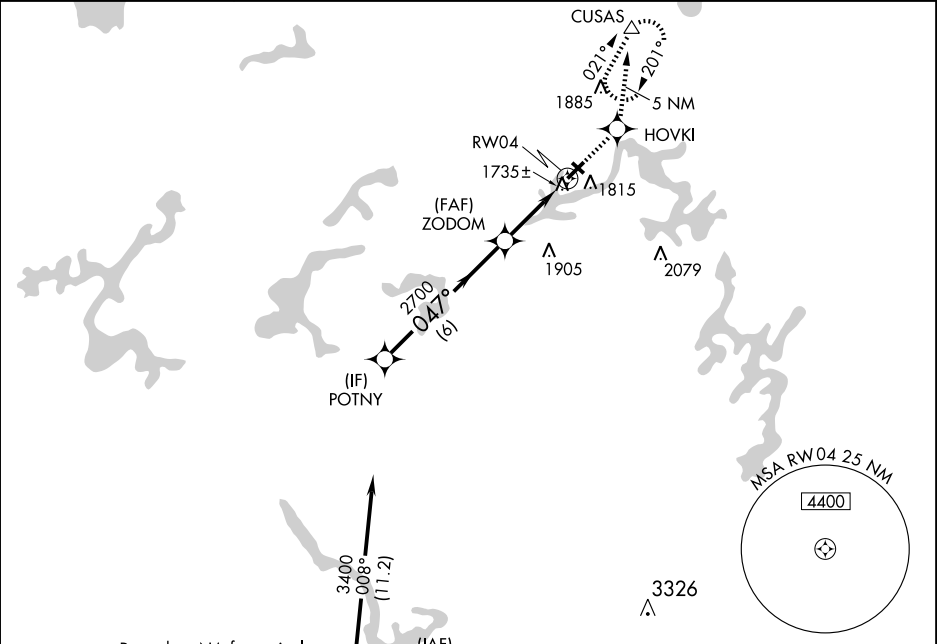 CUSAS
021°
201°
1885
5 NM
HOVKI
RW04
1735±
1815
(FAF)
ZODOM
1905
2079
2700
047°
(6)
(IF)
POTNY
MSA RW04 25 NM
4400
3400
008°
(11.2)
3326
(IAF)